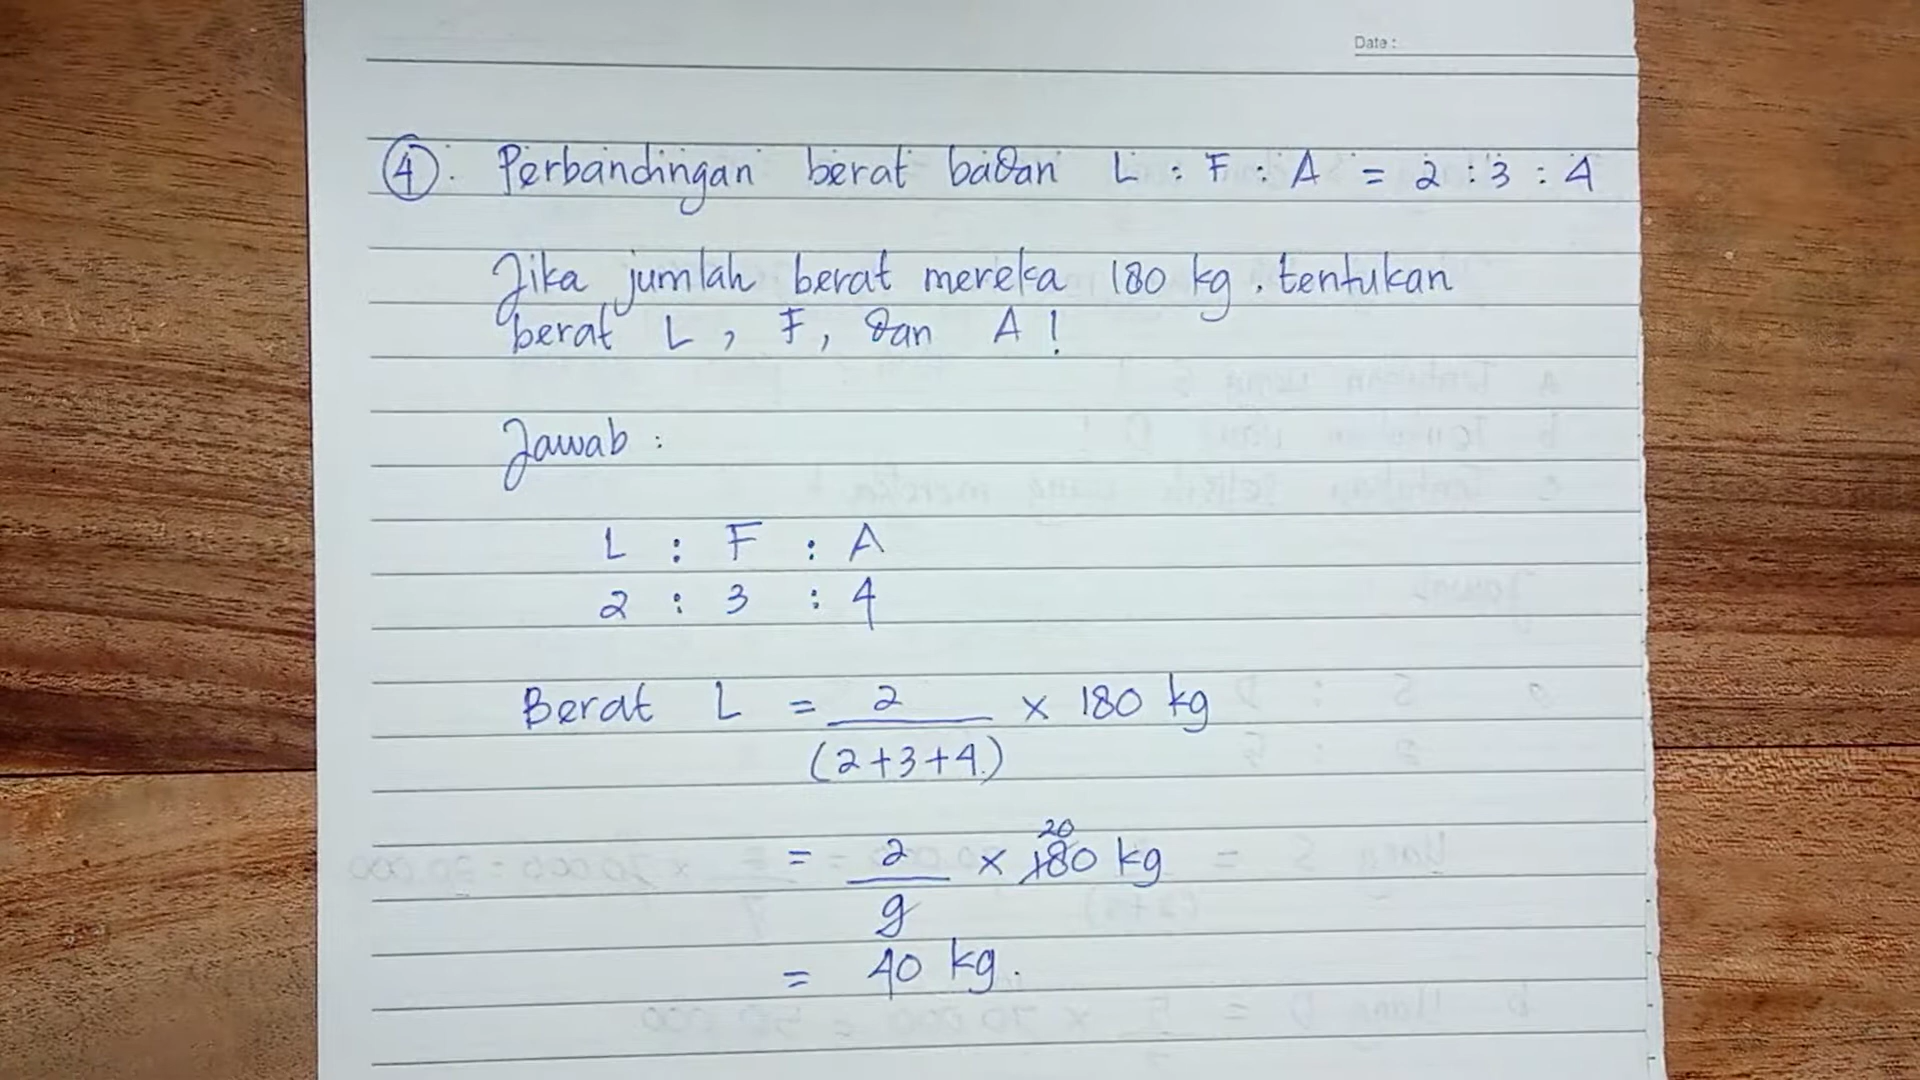 Date :
4. Perbandingan berat badan L : F : A = 2 : 3 : 4
Jika jumlah berat mereka 180 kg, tentukan
berat L, F, dan A!
Jawab :
L : F : A
2 : 3 : 4
Berat L = 2 / (2+3+4) × 180 kg
= 2/9 × 180 kg 20
= 40 kg.